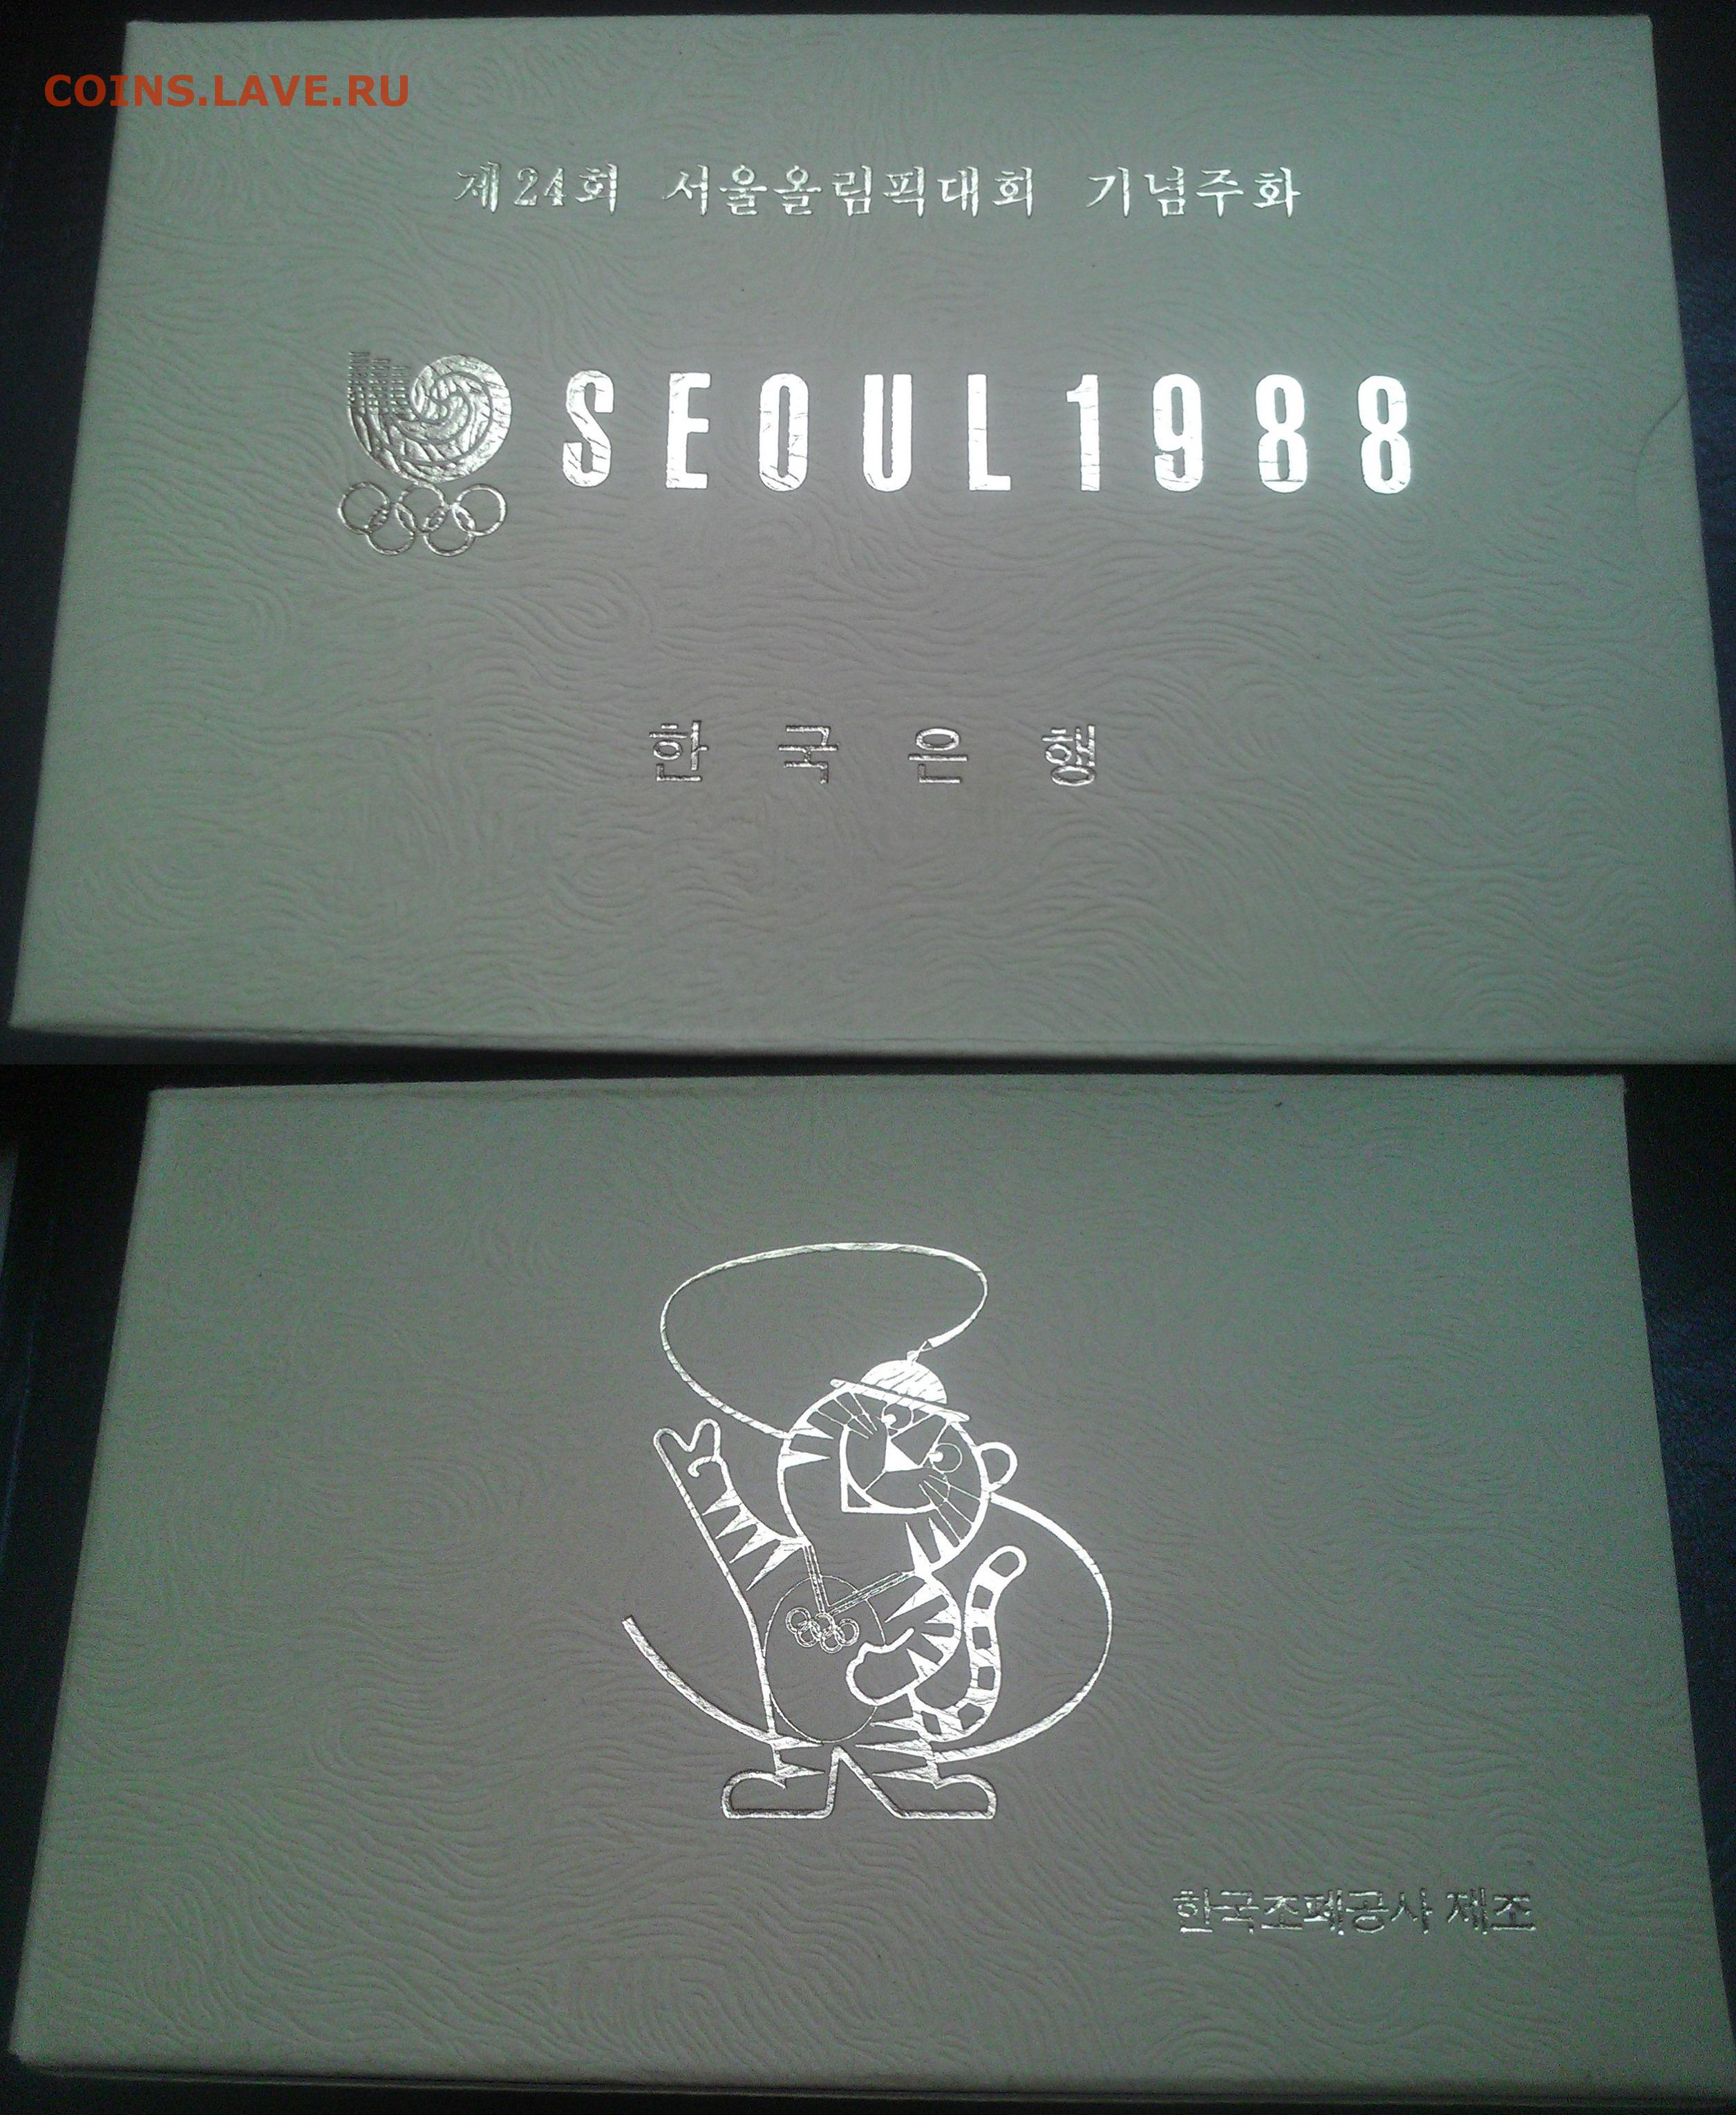 COINS.LAVE.RU
제24회 서울올림픽대회 기념주화
SEOUL1988
한국은행
한국조폐공사 제조